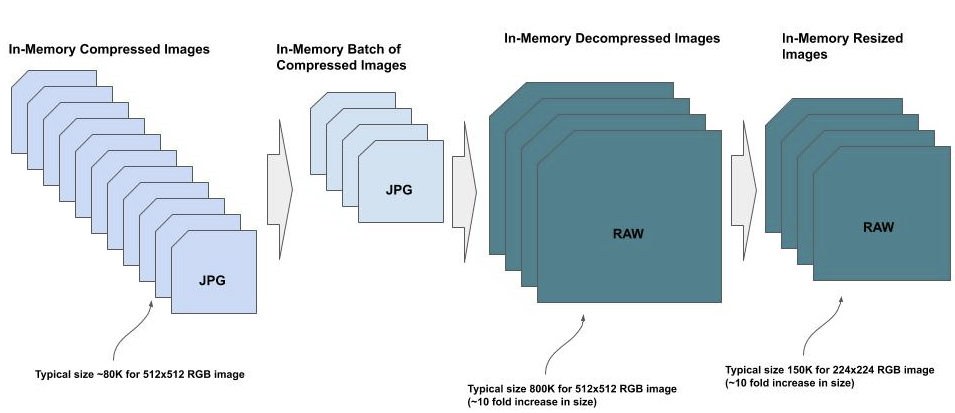 In-Memory Compressed Images
In-Memory Batch of
Compressed Images
In-Memory Decompressed Images
In-Memory Resized
Images
JPG
JPG
RAW
RAW
Typical size ~80K for 512x512 RGB image
Typical size 800K for 512x512 RGB image
(~10 fold increase in size)
Typical size 150K for 224x224 RGB image
(~10 fold increase in size)